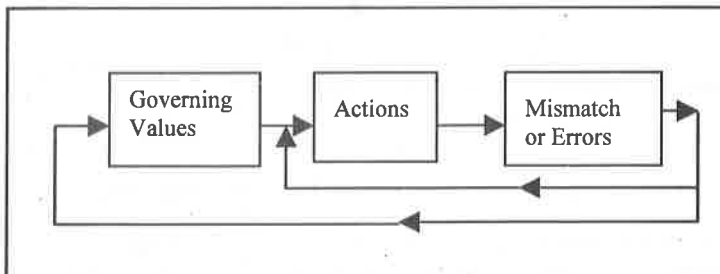 Governing
Values
Actions
Mismatch
or Errors